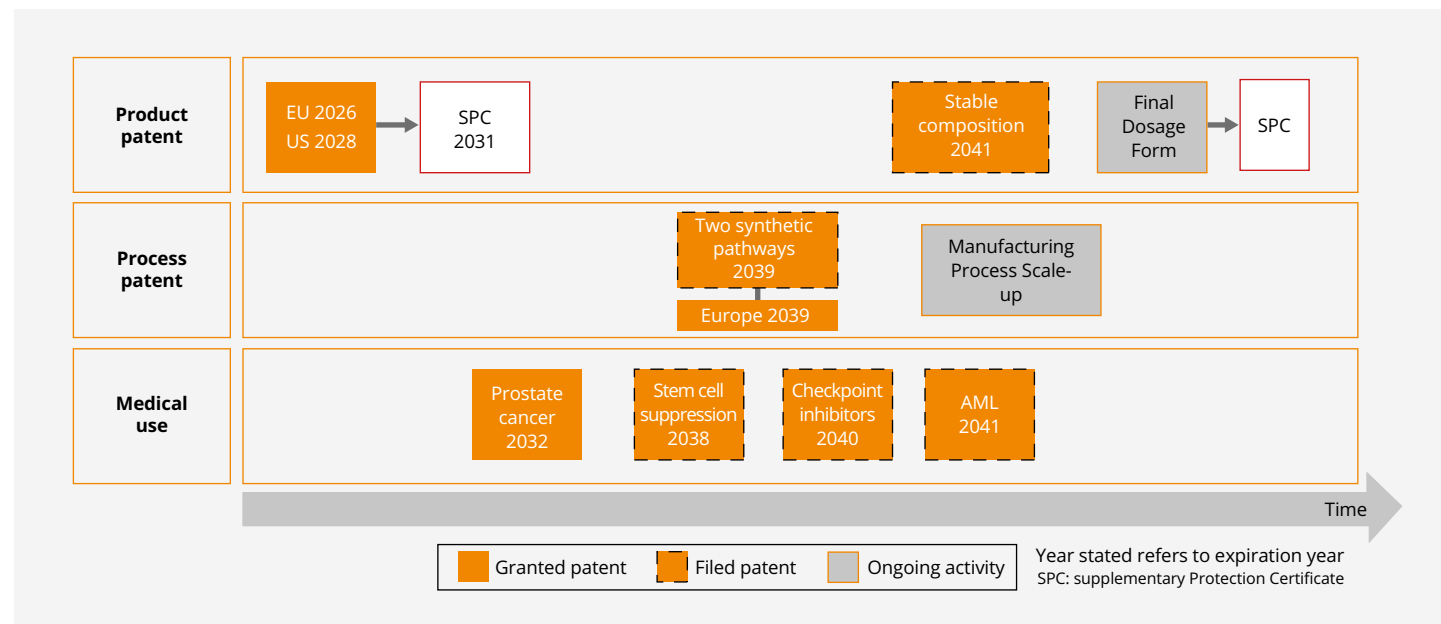 Product
patent
EU 2026
US 2028
SPC
2031
Stable
composition
2041
Final
Dosage
Form
SPC
Process
patent
Two synthetic
pathways
2039
Europe 2039
Manufacturing
Process Scale-
up
Medical
use
Prostate
cancer
2032
Stem cell
suppression
2038
Checkpoint
inhibitors
2040
AML
2041
Time
Granted patent
Filed patent
Ongoing activity
Year stated refers to expiration year
SPC: supplementary Protection Certificate